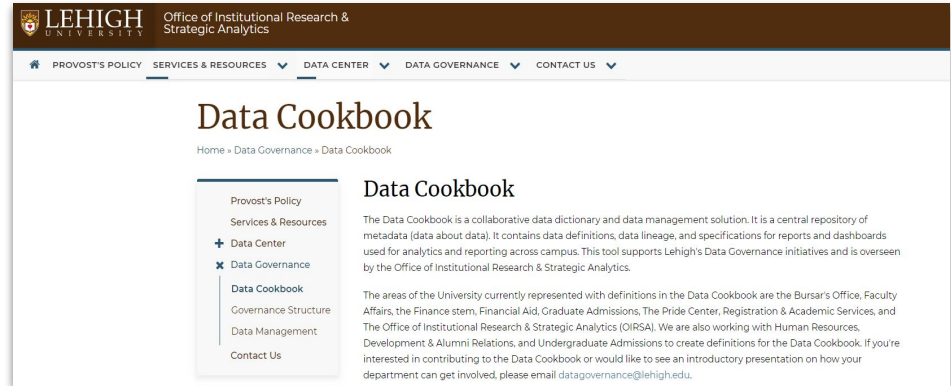 LEHIGH
UNIVERSITY
Office of Institutional Research &
Strategic Analytics
PROVOST'S POLICY SERVICES & RESOURCES DATA CENTER DATA GOVERNANCE CONTACT US
Data Cookbook
Home » Data Governance » Data Cookbook
Provost's Policy
Services & Resources
Data Center
Data Governance
Data Cookbook
Governance Structure
Data Management
Contact Us
Data Cookbook
The Data Cookbook is a collaborative data dictionary and data management solution. It is a central repository of
metadata (data about data). It contains data definitions, data lineage, and specifications for reports and dashboards
used for analytics and reporting across campus. This tool supports Lehigh's Data Governance initiatives and is overseen
by the Office of Institutional Research & Strategic Analytics.
The areas of the University currently represented with definitions in the Data Cookbook are the Bursar's Office, Faculty
Affairs, the Finance stem, Financial Aid, Graduate Admissions, The Pride Center, Registration & Academic Services, and
The Office of Institutional Research & Strategic Analytics (OIRSA). We are also working with Human Resources,
Development & Alumni Relations, and Undergraduate Admissions to create definitions for the Data Cookbook. If you're
interested in contributing to the Data Cookbook or would like to see an introductory presentation on how your
department can get involved, please email datagovernance@lehigh.edu.